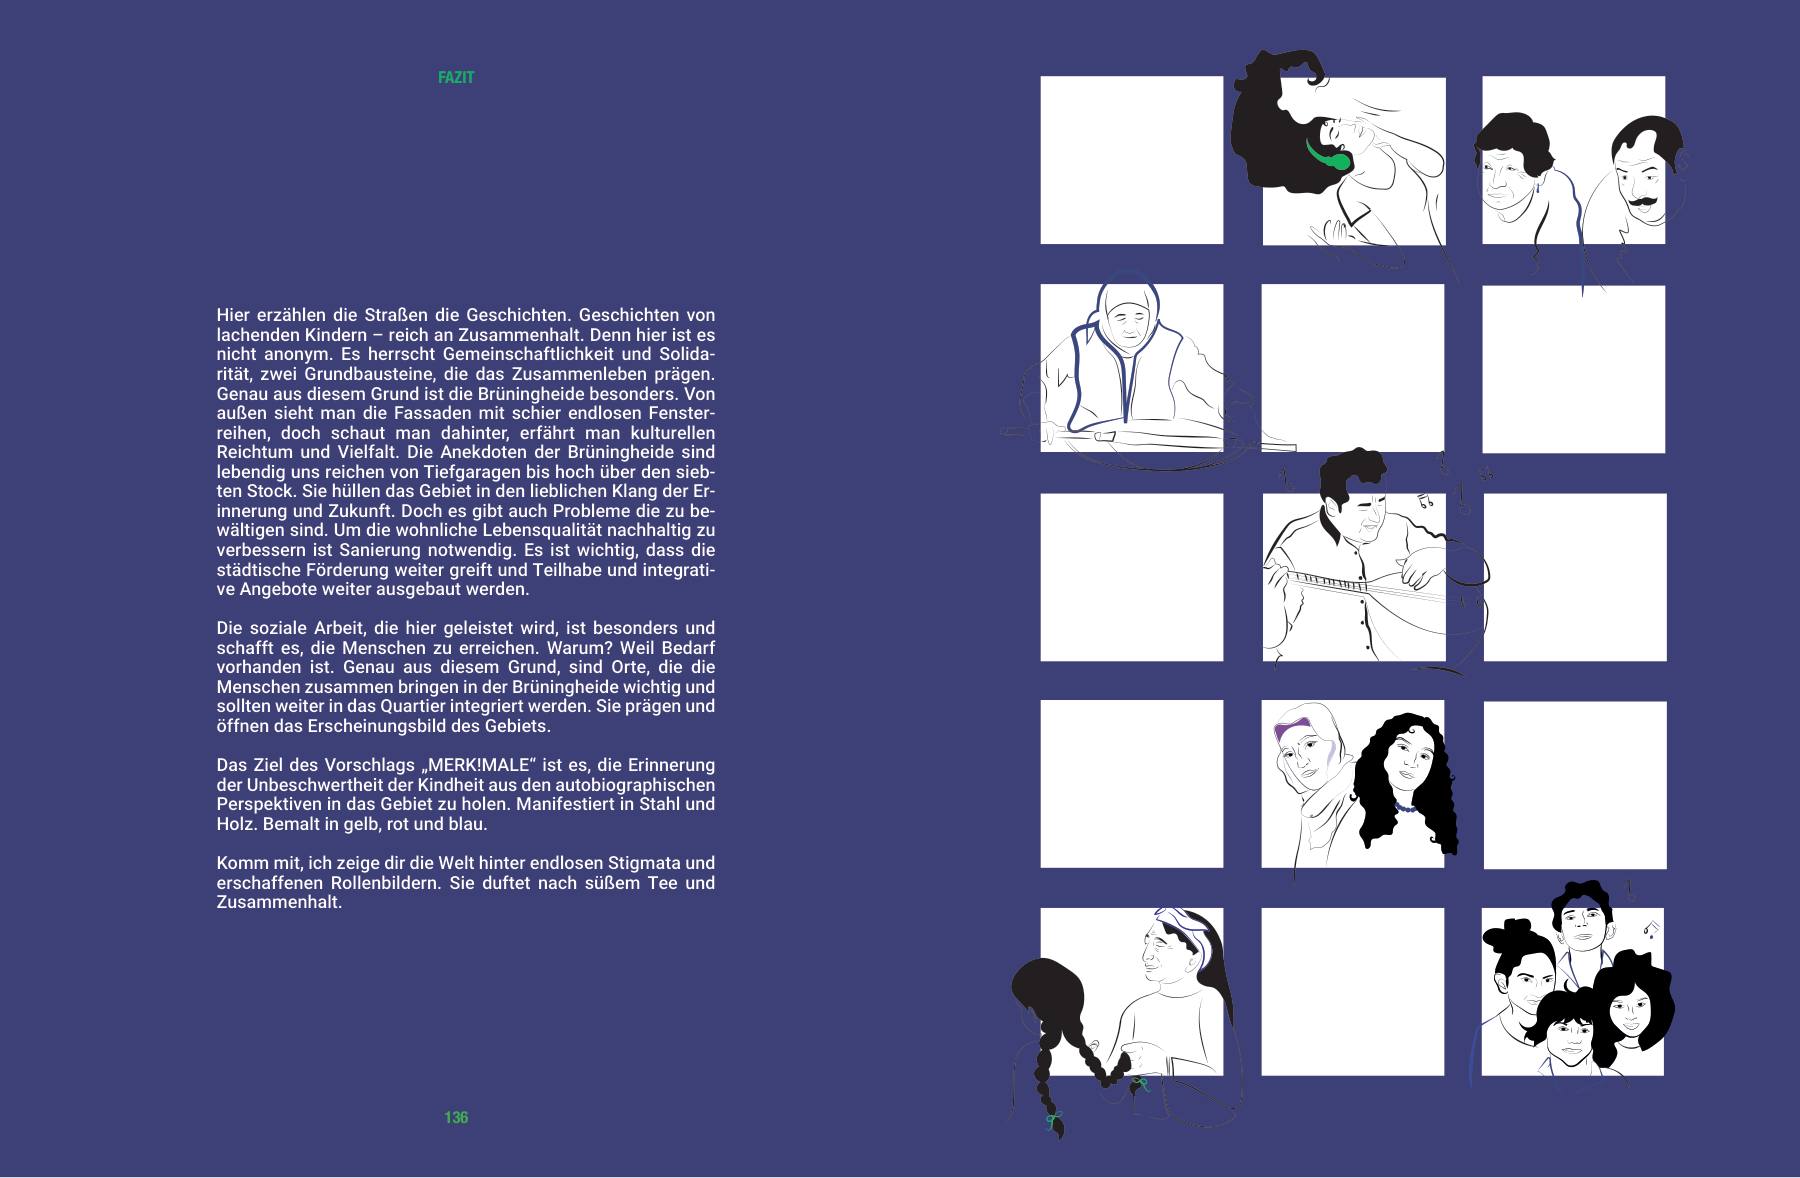 FAZIT
Hier erzählen die Straßen die Geschichten. Geschichten von
lachenden Kindern – reich an Zusammenhalt. Denn hier ist es
nicht anonym. Es herrscht Gemeinschaftlichkeit und Solida-
rität, zwei Grundbausteine, die das Zusammenleben prägen.
Genau aus diesem Grund ist die Brüningheide besonders. Von
außen sieht man die Fassaden mit schier endlosen Fenster-
reihen, doch schaut man dahinter, erfährt man kulturellen
Reichtum und Vielfalt. Die Anekdoten der Brüningheide sind
lebendig uns reichen von Tiefgaragen bis hoch über den sieb-
ten Stock. Sie hüllen das Gebiet in den lieblichen Klang der Er-
innerung und Zukunft. Doch es gibt auch Probleme die zu be-
wältigen sind. Um die wohnliche Lebensqualität nachhaltig zu
verbessern ist Sanierung notwendig. Es ist wichtig, dass die
städtische Förderung weiter greift und Teilhabe und integrati-
ve Angebote weiter ausgebaut werden.
Die soziale Arbeit, die hier geleistet wird, ist besonders und
schafft es, die Menschen zu erreichen. Warum? Weil Bedarf
vorhanden ist. Genau aus diesem Grund, sind Orte, die die
Menschen zusammen bringen in der Brüningheide wichtig und
sollten weiter in das Quartier integriert werden. Sie prägen und
öffnen das Erscheinungsbild des Gebiets.
Das Ziel des Vorschlags „MERK!MALE“ ist es, die Erinnerung
der Unbeschwertheit der Kindheit aus den autobiographischen
Perspektiven in das Gebiet zu holen. Manifestiert in Stahl und
Holz. Bemalt in gelb, rot und blau.
Komm mit, ich zeige dir die Welt hinter endlosen Stigmata und
erschaffenen Rollenbildern. Sie duftet nach süßem Tee und
Zusammenhalt.
136